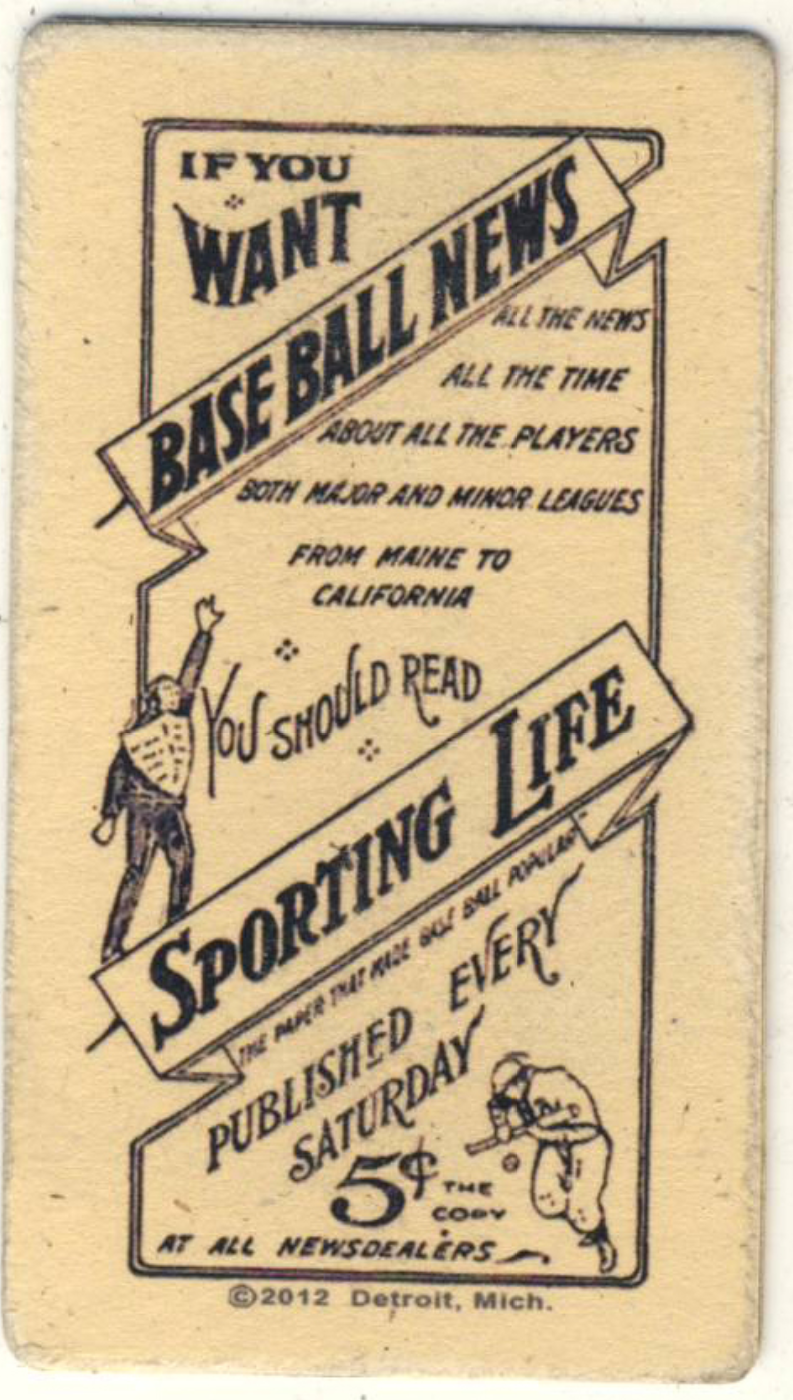 IF YOU
WANT
BASE BALL NEWS
ALL THE NEWS
ALL THE TIME
ABOUT ALL THE PLAYERS
BOTH MAJOR AND MINOR LEAGUES
FROM MAINE TO
CALIFORNIA
YOU SHOULD READ
SPORTING LIFE
THE PAPER THAT MADE BASE BALL POPULAR
PUBLISHED EVERY
SATURDAY
5¢ THE
COPY
AT ALL NEWSDEALERS
©2012 Detroit, Mich.